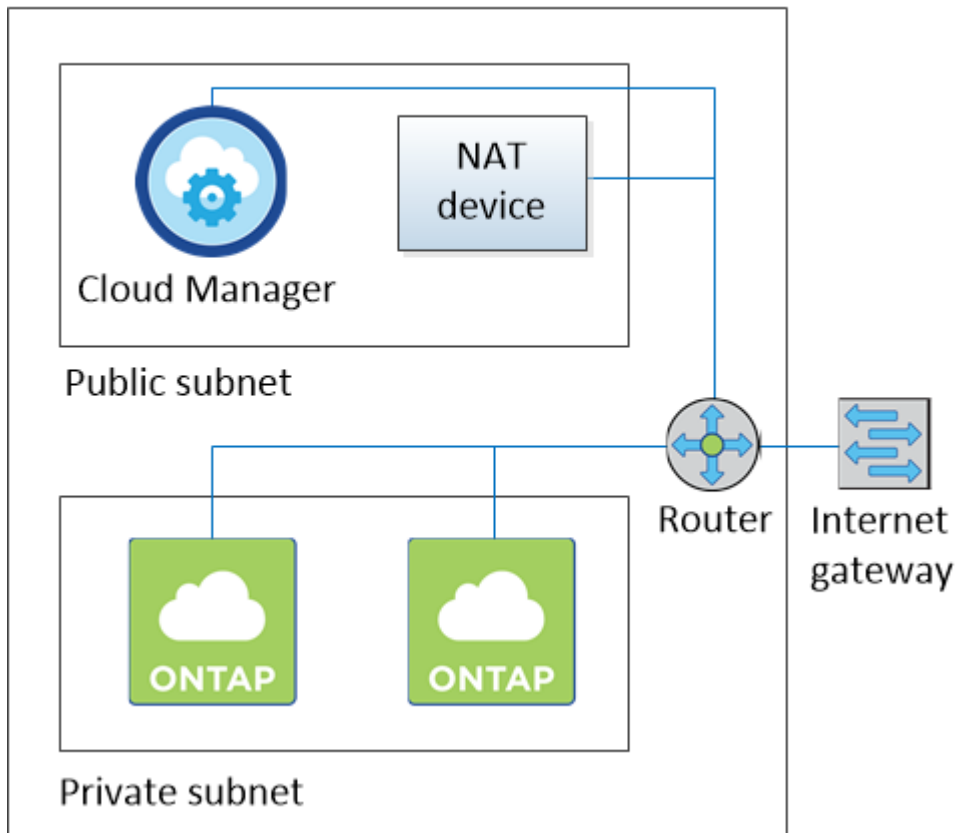 NAT
device
Cloud Manager
Public subnet
Router
Internet
gateway
ONTAP
ONTAP
Private subnet